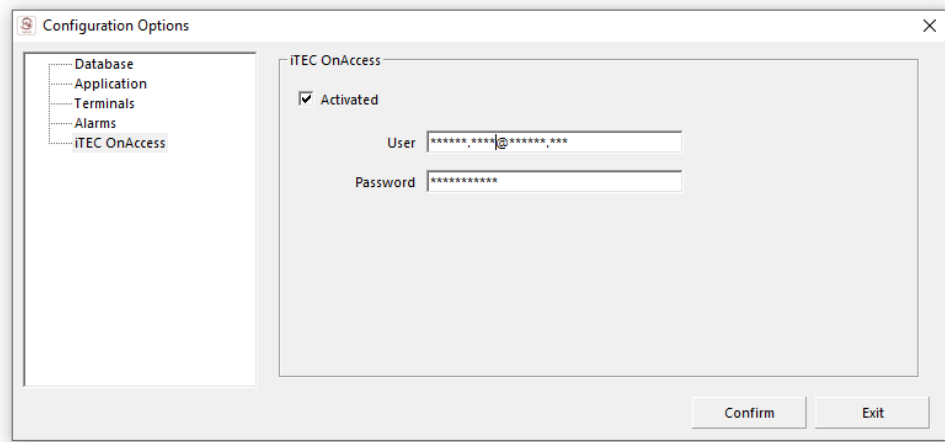 Configuration Options
Database
Application
Terminals
Alarms
iTEC OnAccess
iTEC OnAccess
Activated
User ******.****@******.***
Password ***********
Confirm Exit